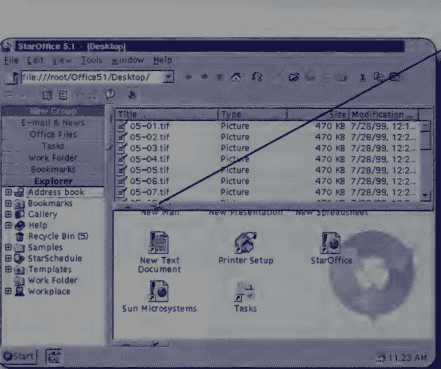 StarOffice 5.1 - [Desktop]
File Edit View Tools Window Help
file:///root/Office51/Desktop/
New Group
E-mail & News
Office Files
Tasks
Work Folder
Bookmarks
Explorer
Address book
Bookmarks
Gallery
Help
Recycle Bin (5)
Samples
StarSchedule
Templates
Work Folder
Workplace
Title Type Size Modification ...
05-01.tif Picture 470 KB 7/28/99, 12:1...
05-02.tif Picture 470 KB 7/28/99, 12:2...
05-03.tif Picture 470 KB 7/28/99, 12:2...
05-04.tif Picture 470 KB 7/28/99, 12:2...
05-05.tif Picture 470 KB 7/28/99, 12:2...
05-06.tif Picture 470 KB 7/28/99, 12:2...
05-07.tif Picture 470 KB 7/28/99, 12:2...
New Mail New Presentation New Spreadsheet
New Text Document
Printer Setup
StarOffice
Sun Microsystems
Tasks
Start
11:23 AM